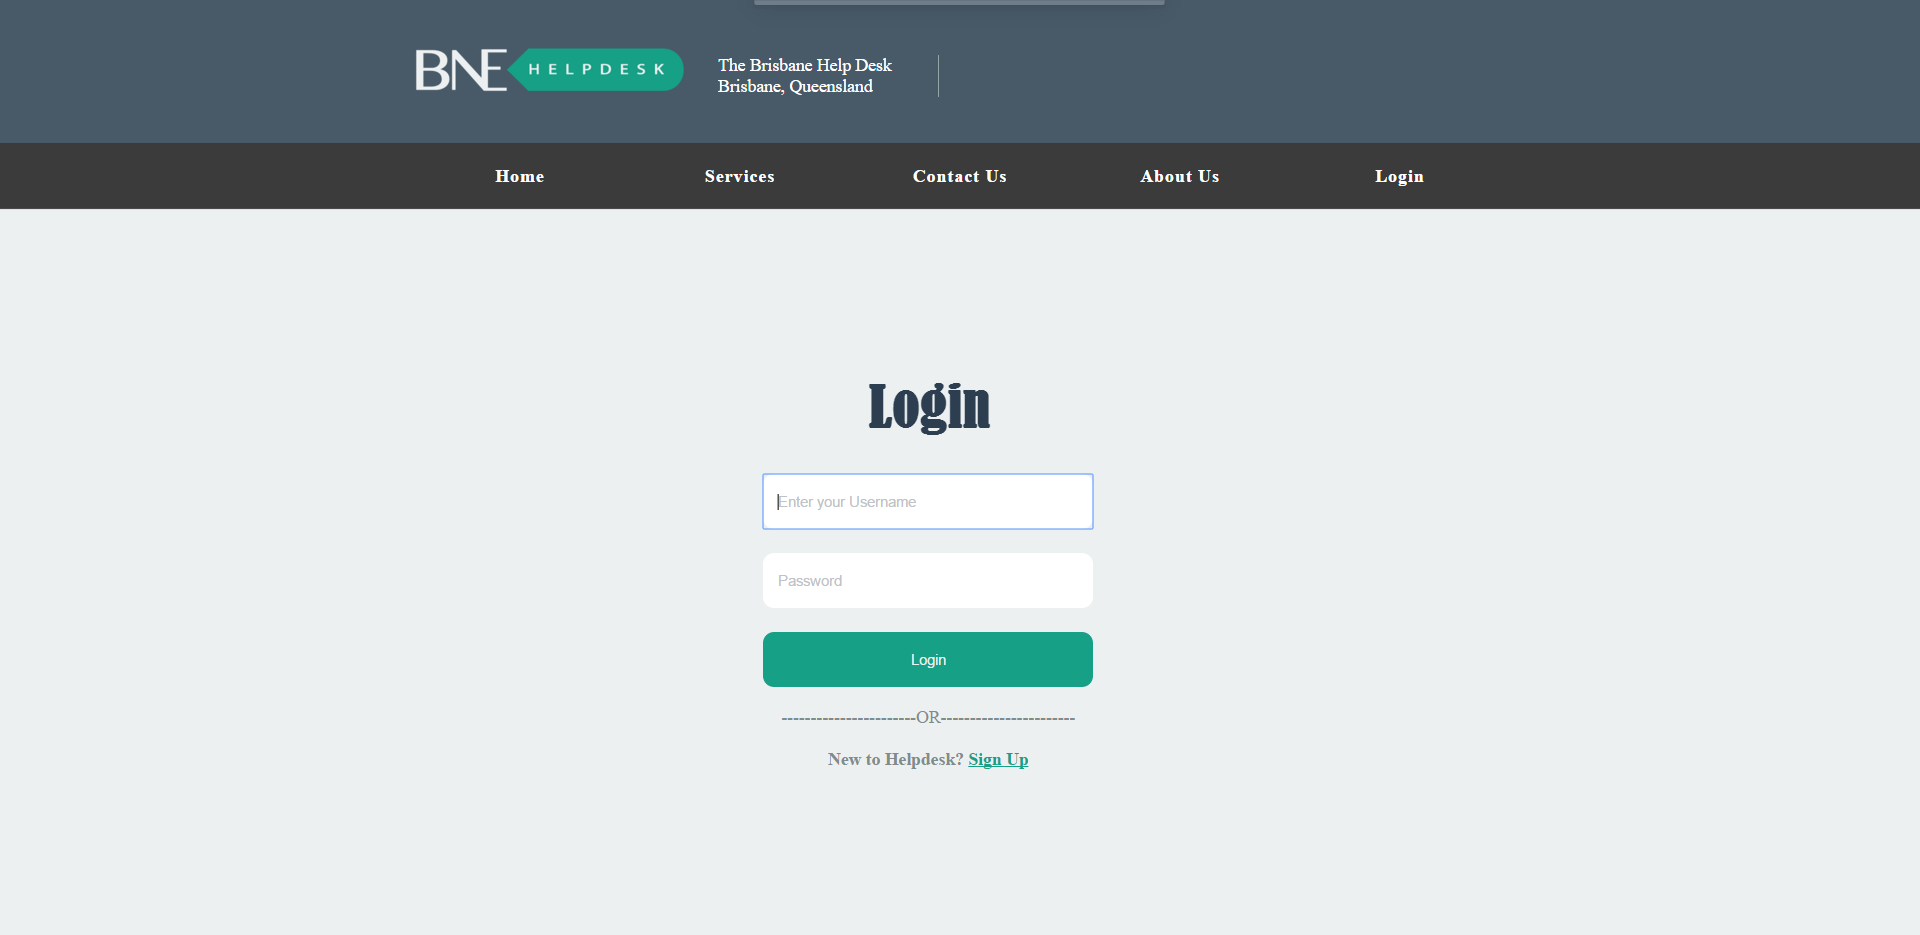 BNE HELPDESK
The Brisbane Help Desk
Brisbane, Queensland
Home Services Contact Us About Us Login
Login
Enter your Username
Password
Login
-----------------------OR-----------------------
New to Helpdesk? Sign Up